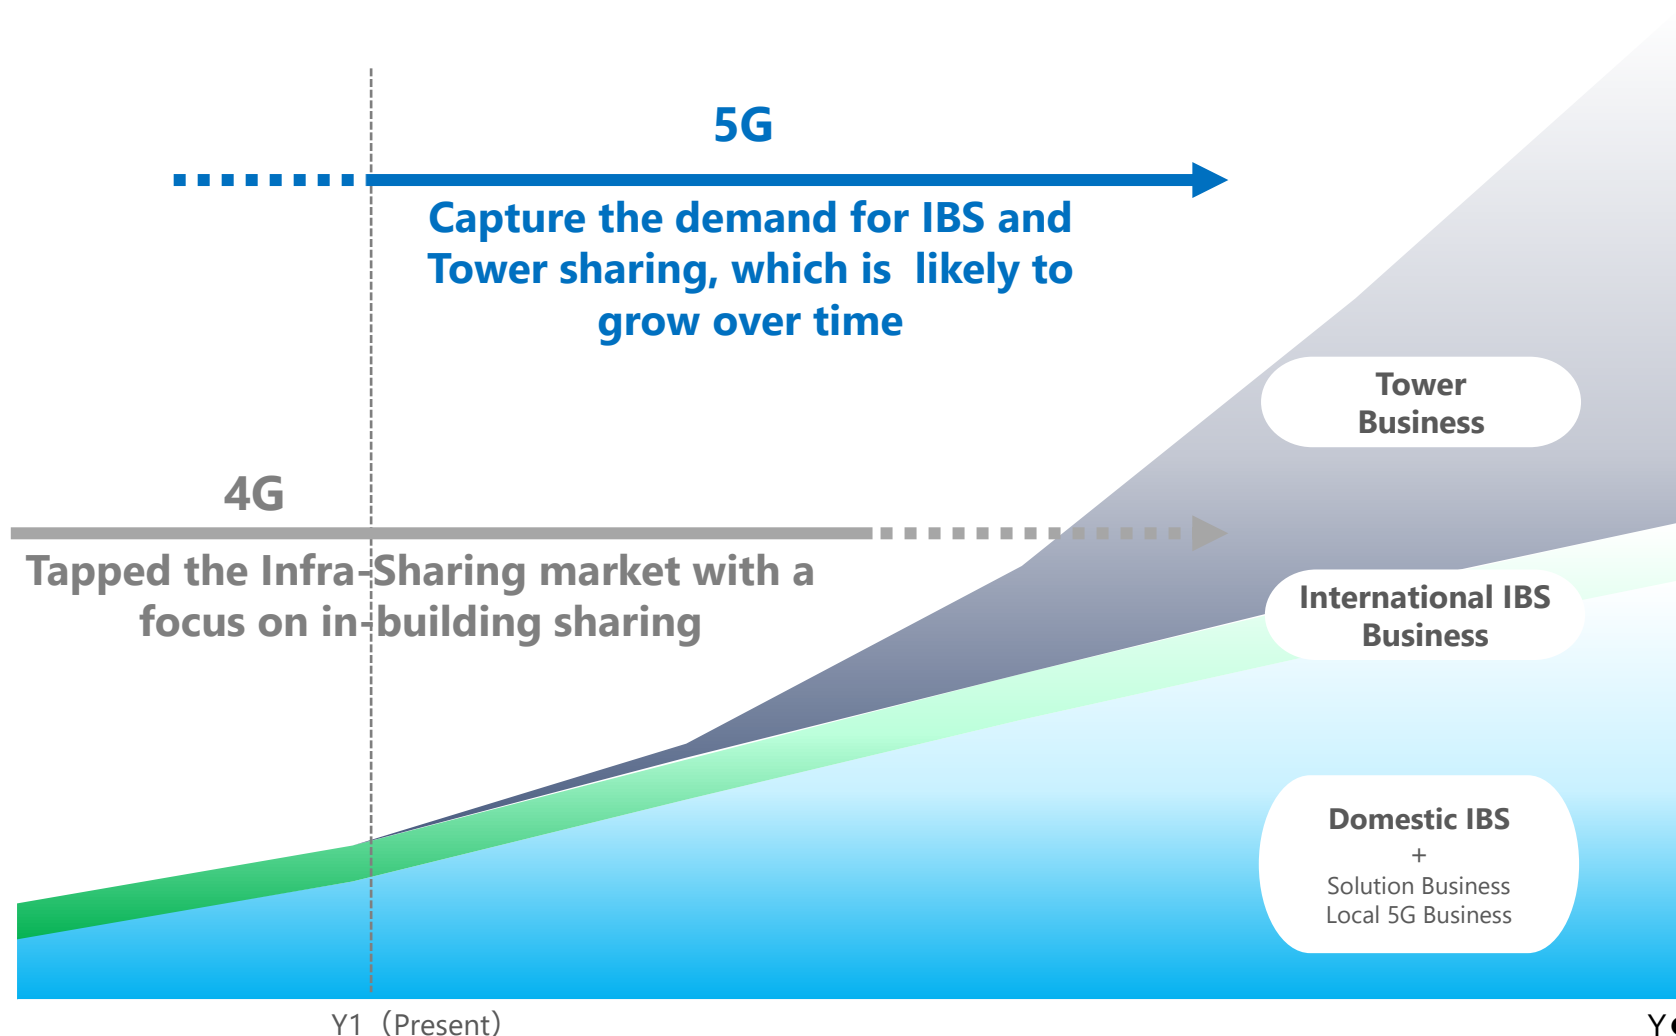 5G
Capture the demand for IBS and
Tower sharing, which is likely to
grow over time
4G
Tapped the Infra-Sharing market with a
focus on in-building sharing
Tower
Business
International IBS
Business
Domestic IBS
+
Solution Business
Local 5G Business
Y1（Present）